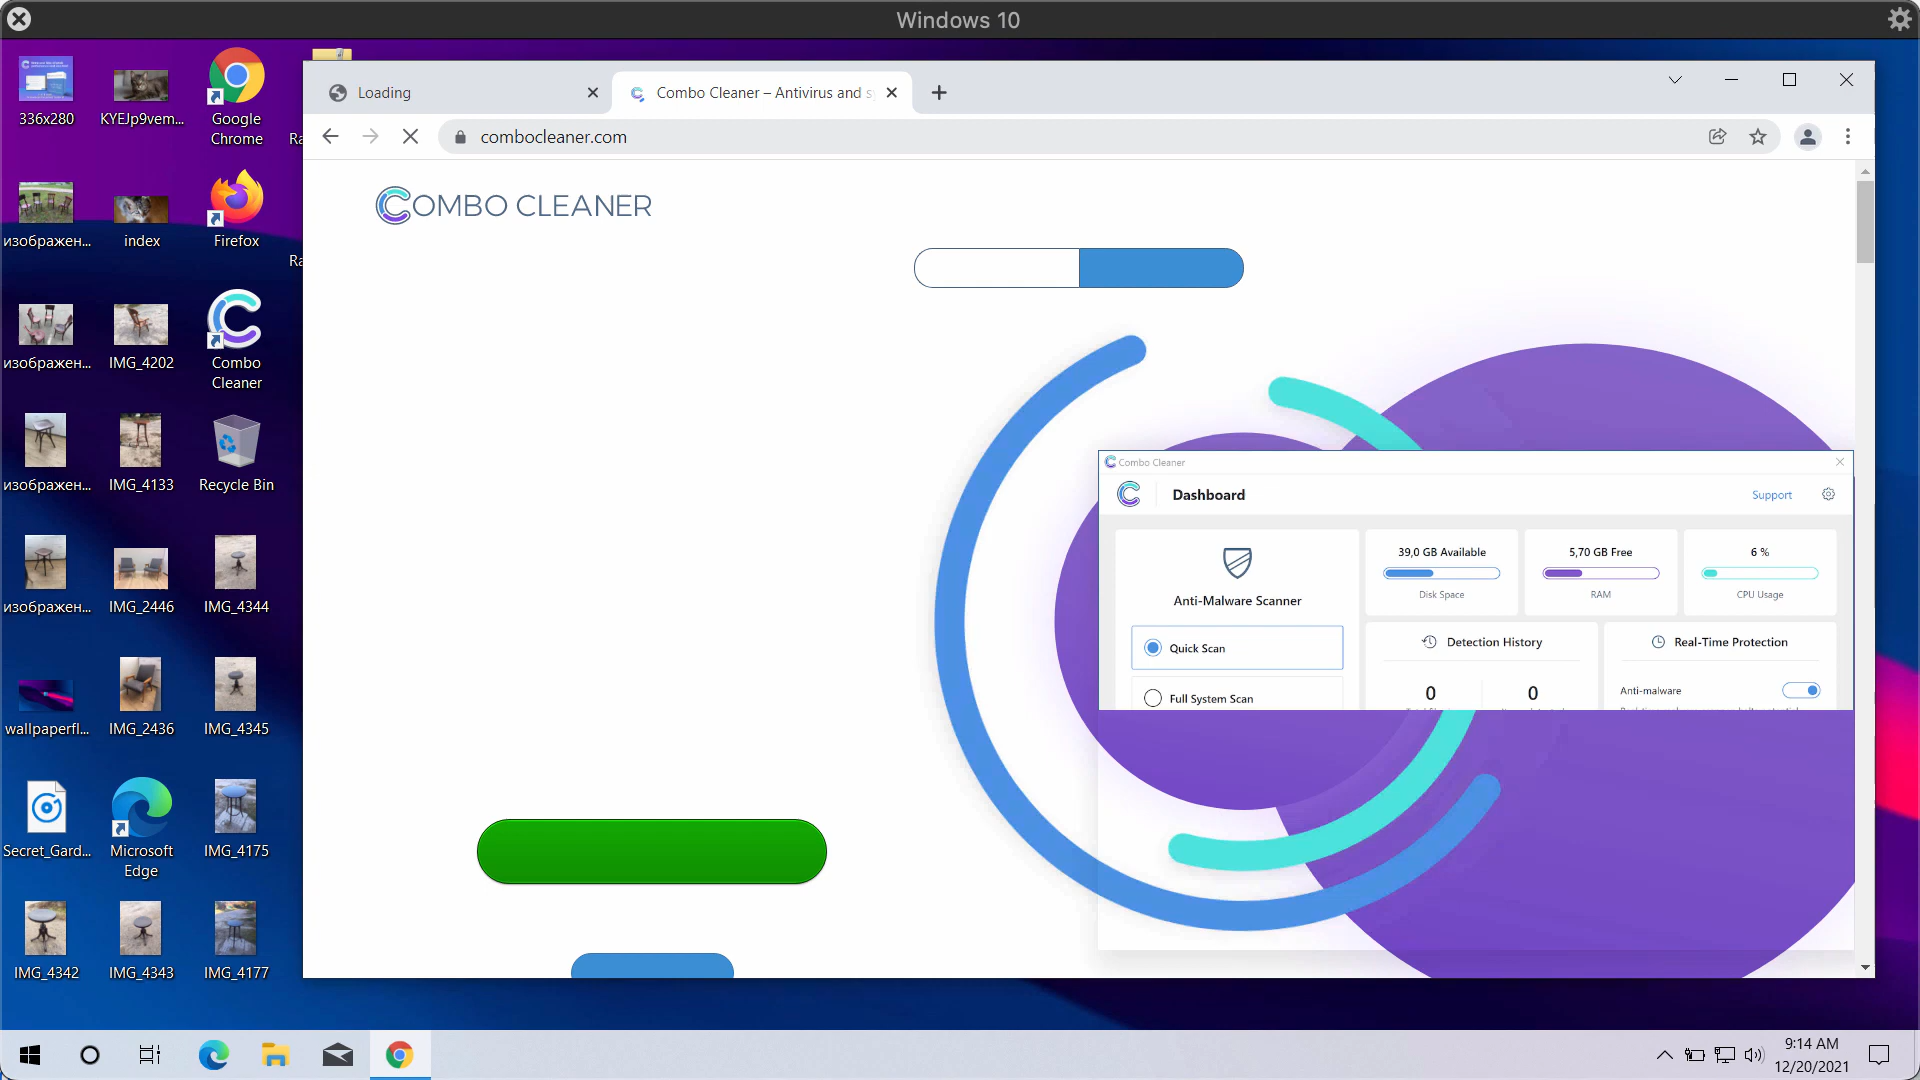 Windows 10
336x280
KYEJp9vem...
Google
Chrome
Ra
изображен...
index
Firefox
Ra
изображен...
IMG_4202
Combo
Cleaner
изображен...
IMG_4133
Recycle Bin
изображен...
IMG_2446
IMG_4344
wallpaperfl...
IMG_2436
IMG_4345
Secret_Gard...
Microsoft
Edge
IMG_4175
IMG_4342
IMG_4343
IMG_4177
Loading
Combo Cleaner – Antivirus and sy
combocleaner.com
COMBO CLEANER
Combo Cleaner
Dashboard
Support
Anti-Malware Scanner
Quick Scan
Full System Scan
39,0 GB Available
Disk Space
5,70 GB Free
RAM
6 %
CPU Usage
Detection History
0
0
Real-Time Protection
Anti-malware
9:14 AM
12/20/2021